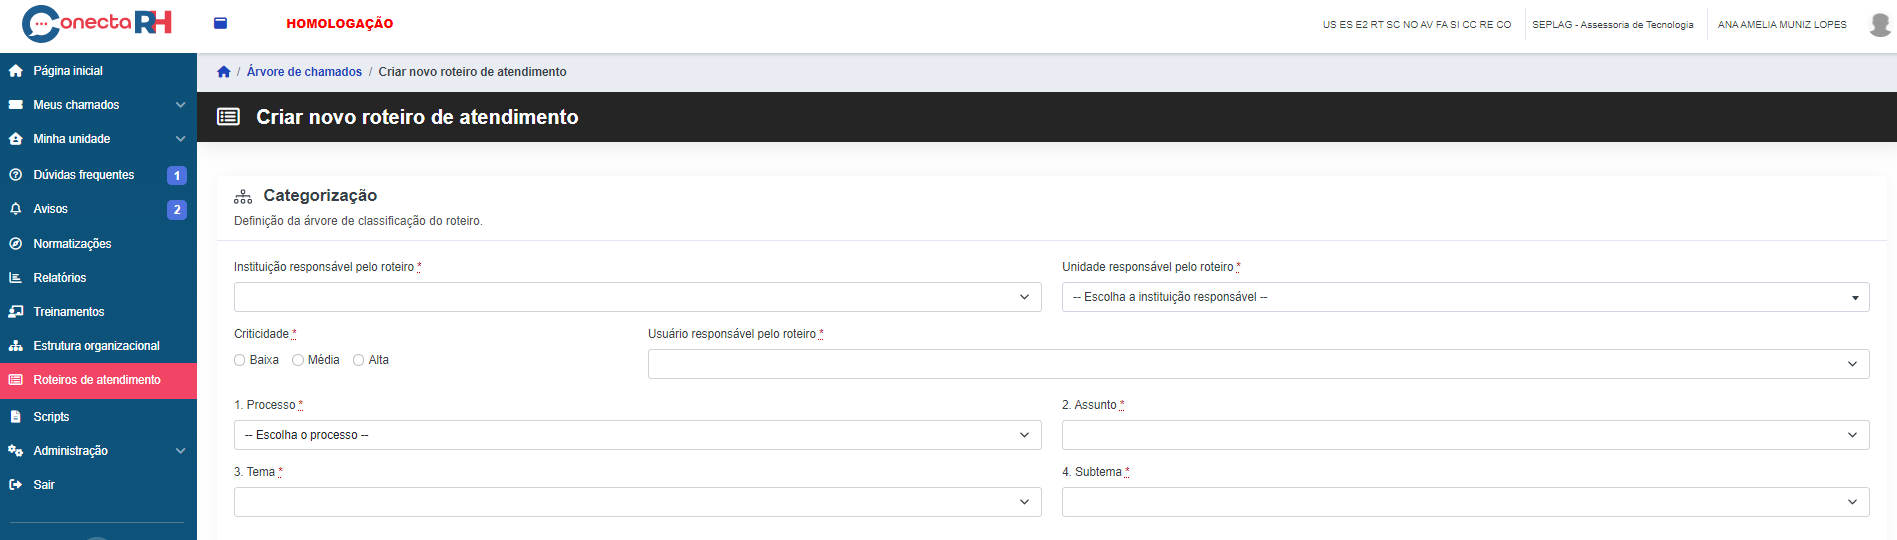 Conecta RH
HOMOLOGAÇÃO
US ES E2 RT SC NO AV FA SI CC RE CO
SEPLAG - Assessoria de Tecnologia
ANA AMELIA MUNIZ LOPES
Página inicial
Meus chamados
Minha unidade
Dúvidas frequentes 1
Avisos 2
Normatizações
Relatórios
Treinamentos
Estrutura organizacional
Roteiros de atendimento
Scripts
Administração
Sair
/ Árvore de chamados / Criar novo roteiro de atendimento
Criar novo roteiro de atendimento
Categorização
Definição da árvore de classificação do roteiro.
Instituição responsável pelo roteiro *
Unidade responsável pelo roteiro *
-- Escolha a instituição responsável --
Criticidade *
Baixa Média Alta
Usuário responsável pelo roteiro *
1. Processo *
-- Escolha o processo --
2. Assunto *
3. Tema *
4. Subtema *